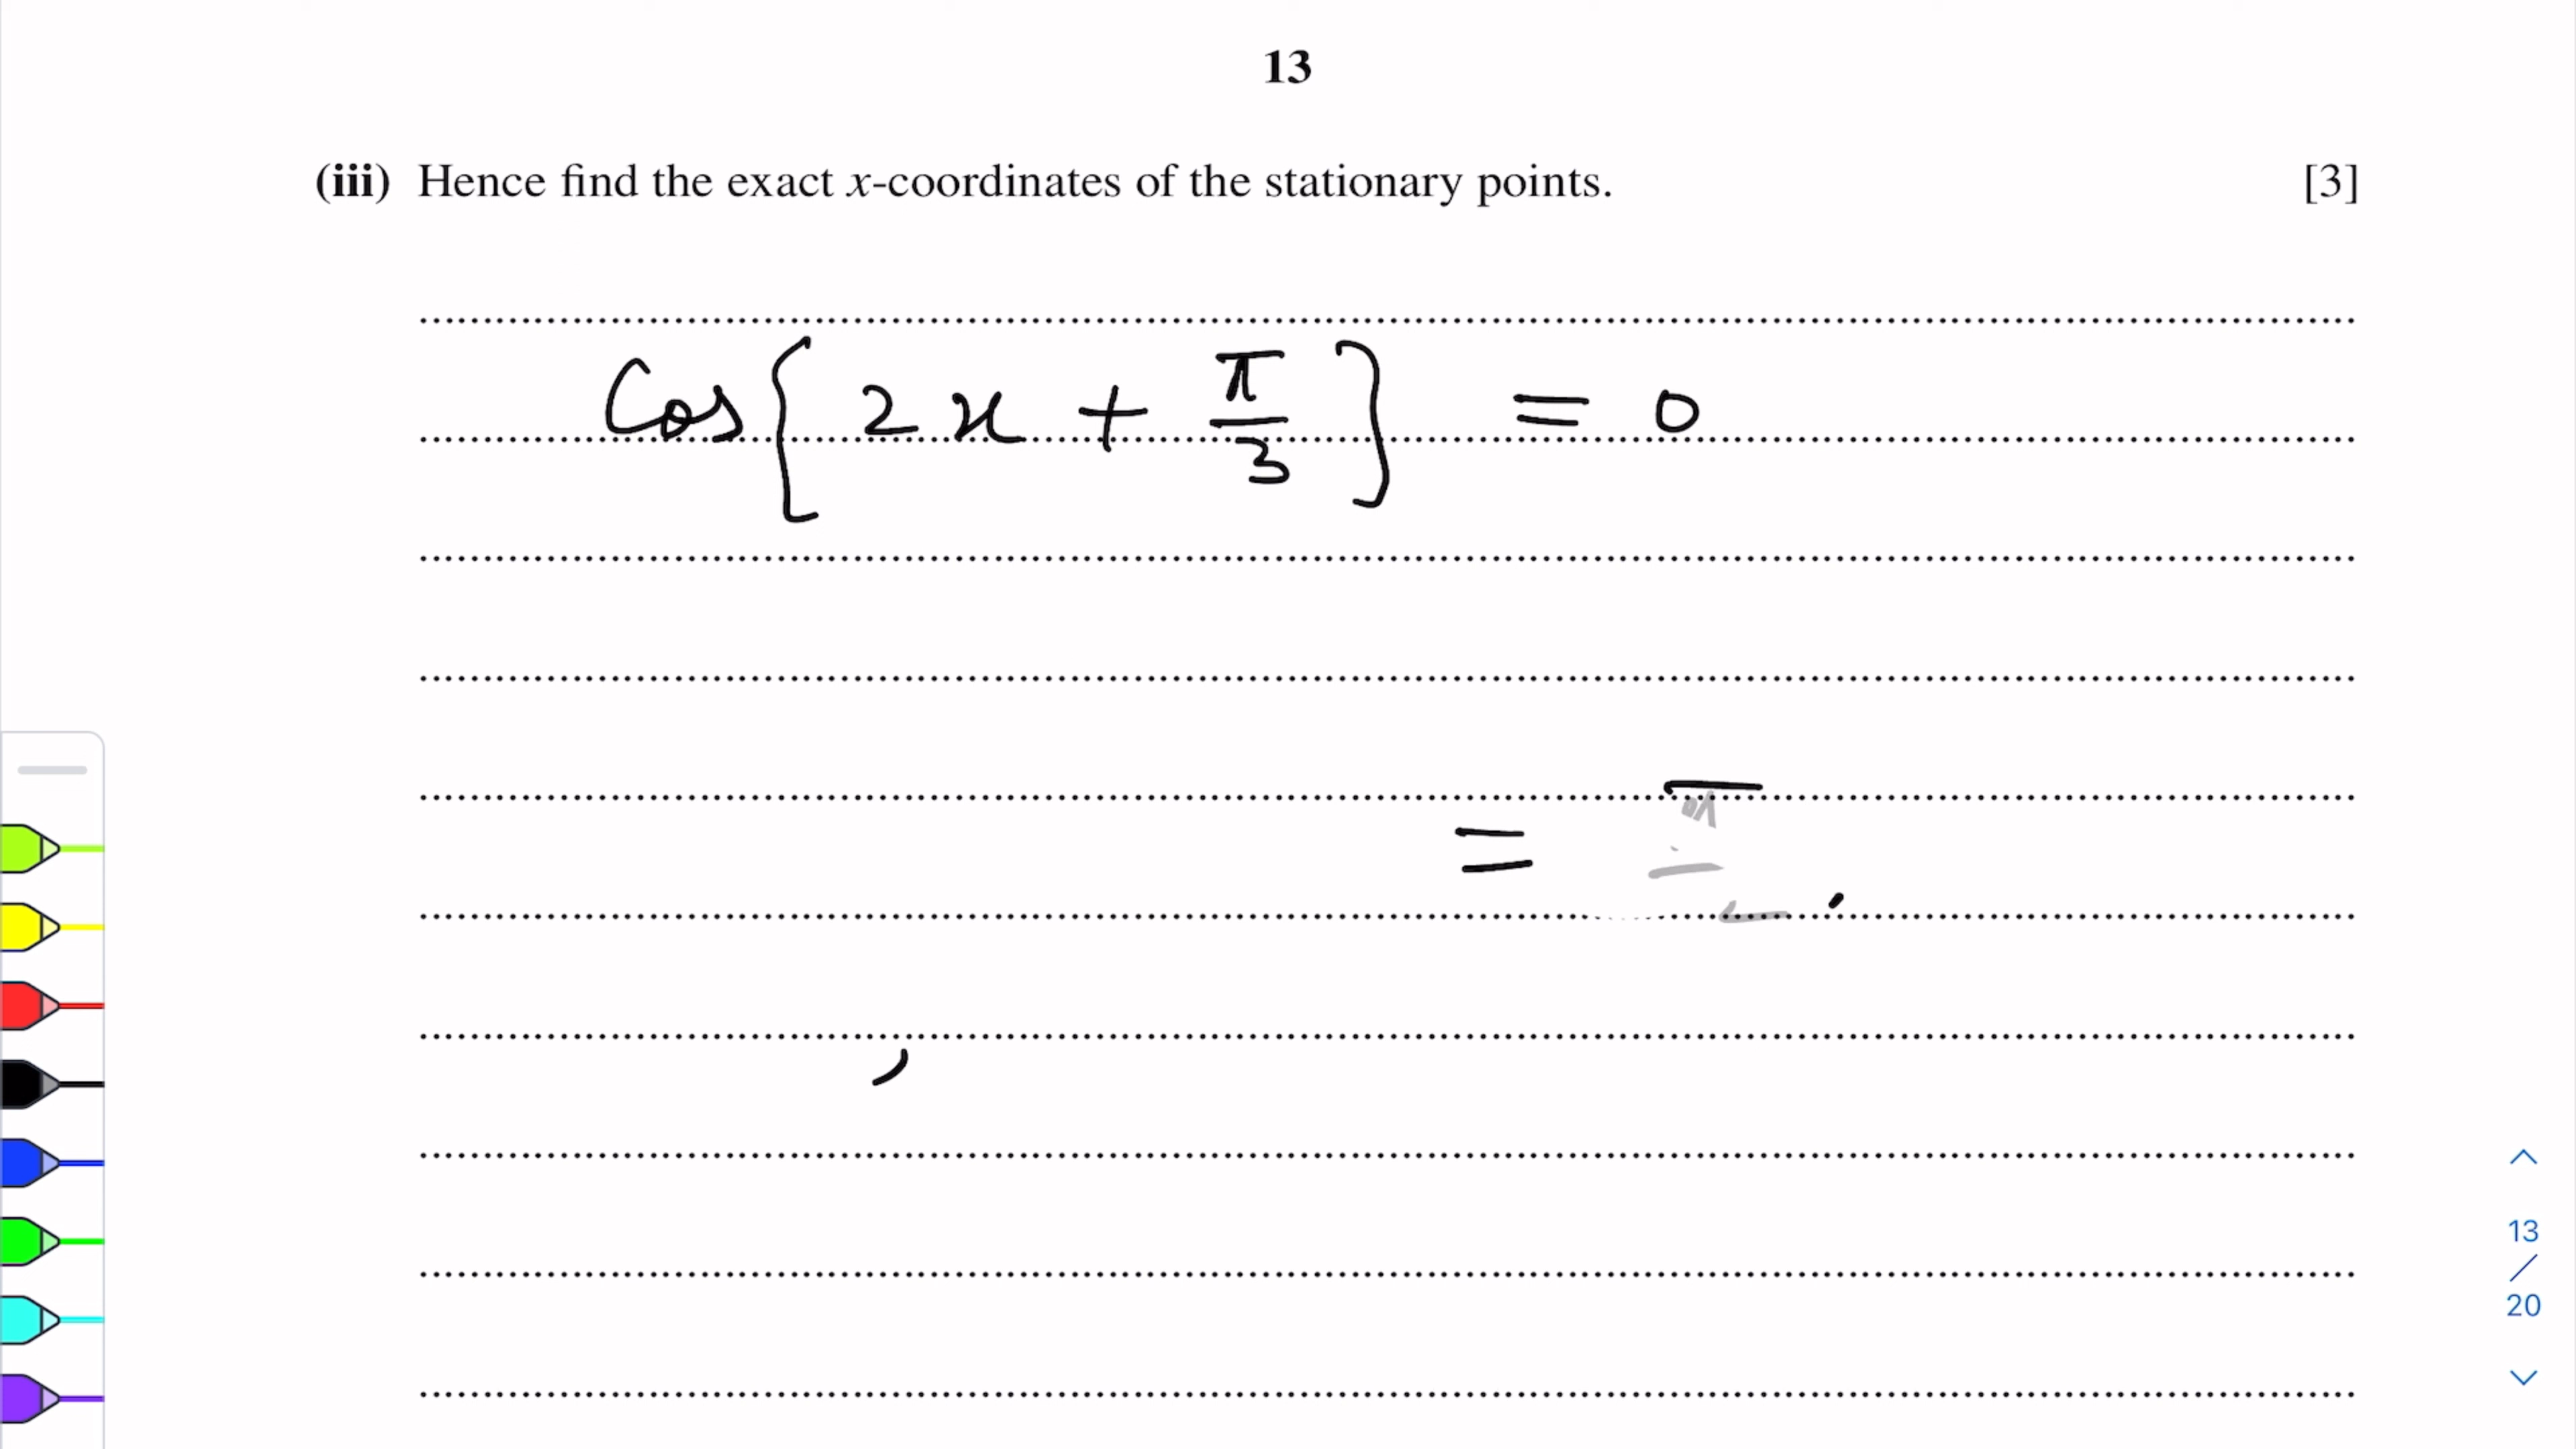 13
(iii) Hence find the exact x-coordinates of the stationary points. [3]
Cos{2x + π/3} = 0
=
13
/
20